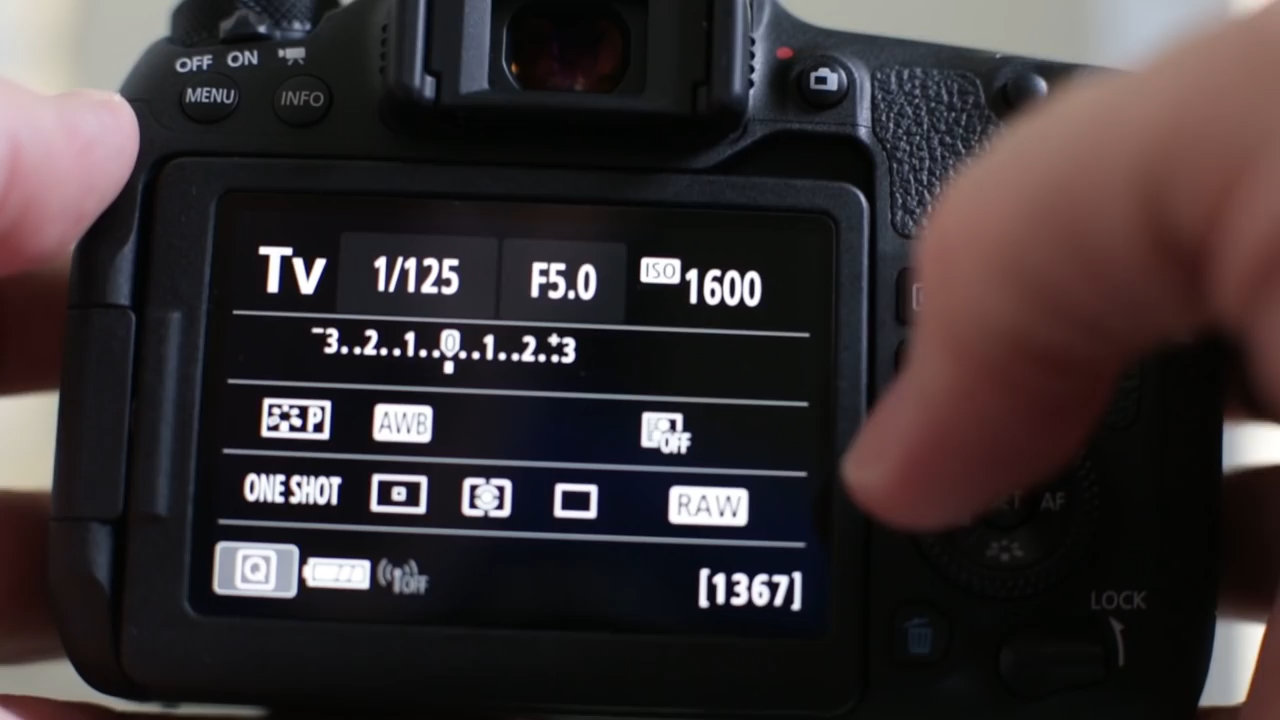 OFF ON
MENU INFO
Tv 1/125 F5.0 ISO 1600
-3..2..1..0..1..2..+3
P AWB OFF
ONE SHOT RAW
Q OFF [1367]
AF
LOCK